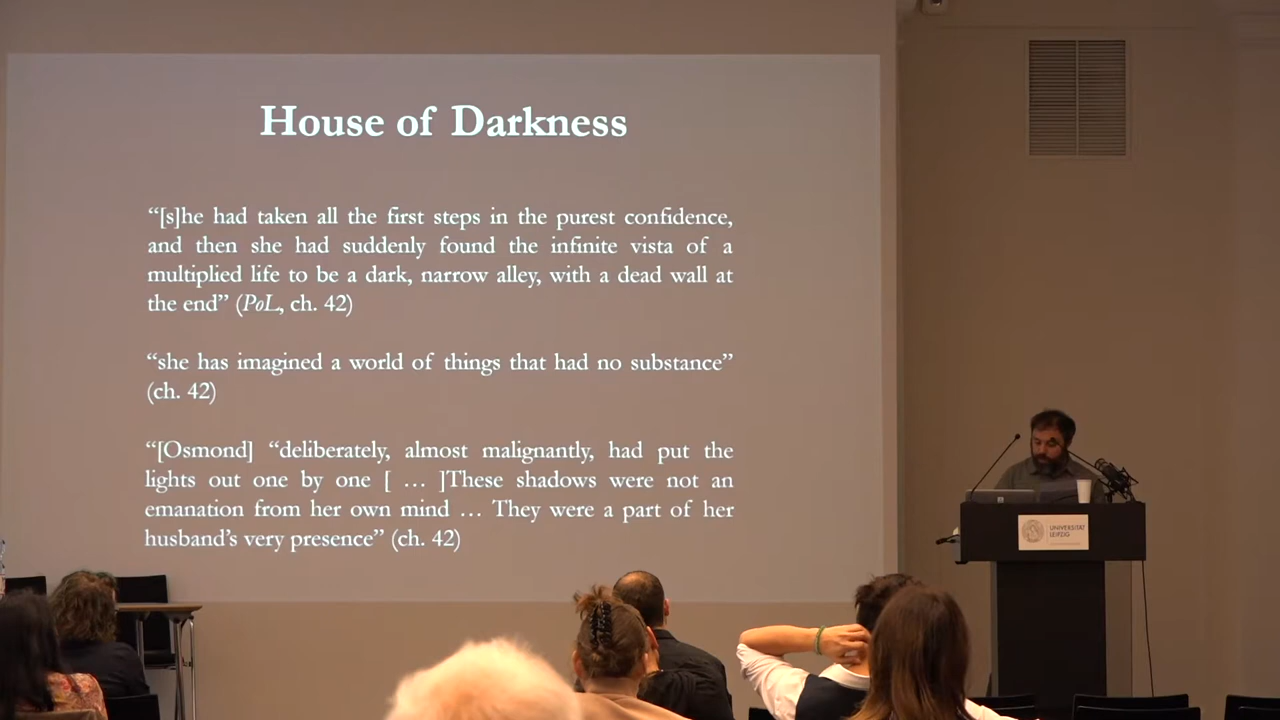 House of Darkness
“[s]he had taken all the first steps in the purest confidence,
and then she had suddenly found the infinite vista of a
multiplied life to be a dark, narrow alley, with a dead wall at
the end” (PoL, ch. 42)
“she has imagined a world of things that had no substance”
(ch. 42)
“[Osmond] “deliberately, almost malignantly, had put the
lights out one by one [ … ]These shadows were not an
emanation from her own mind … They were a part of her
husband’s very presence” (ch. 42)
UNIVERSITÄT
LEIPZIG